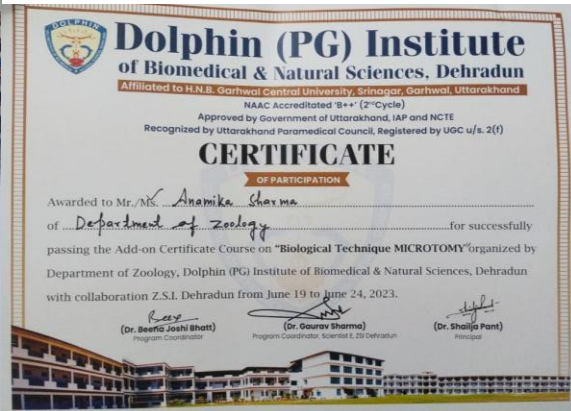 DOLPHIN
Dolphin (PG) Institute
of Biomedical & Natural Sciences, Dehradun
Affiliated to H.N.B. Garhwal Central University, Srinagar, Garhwal, Uttarakhand
NAAC Accreditated 'B++' (2ndCycle)
Approved by Government of Uttarakhand, IAP and NCTE
Recognized by Uttarakhand Paramedical Council, Registered by UGC u/s. 2(f)
CERTIFICATE
OF PARTICIPATION
Awarded to Mr./Ms. Anamika Sharma
of Department of Zoology for successfully
passing the Add-on Certificate Course on "Biological Technique MICROTOMY" organized by
Department of Zoology, Dolphin (PG) Institute of Biomedical & Natural Sciences, Dehradun
with collaboration Z.S.I. Dehradun from June 19 to June 24, 2023.
(Dr. Beena Joshi Bhatt) (Dr. Gaurav Sharma) (Dr. Shailja Pant)
Program Coordinator Program Coordinator, Scientist E, ZSI Dehradun Principal